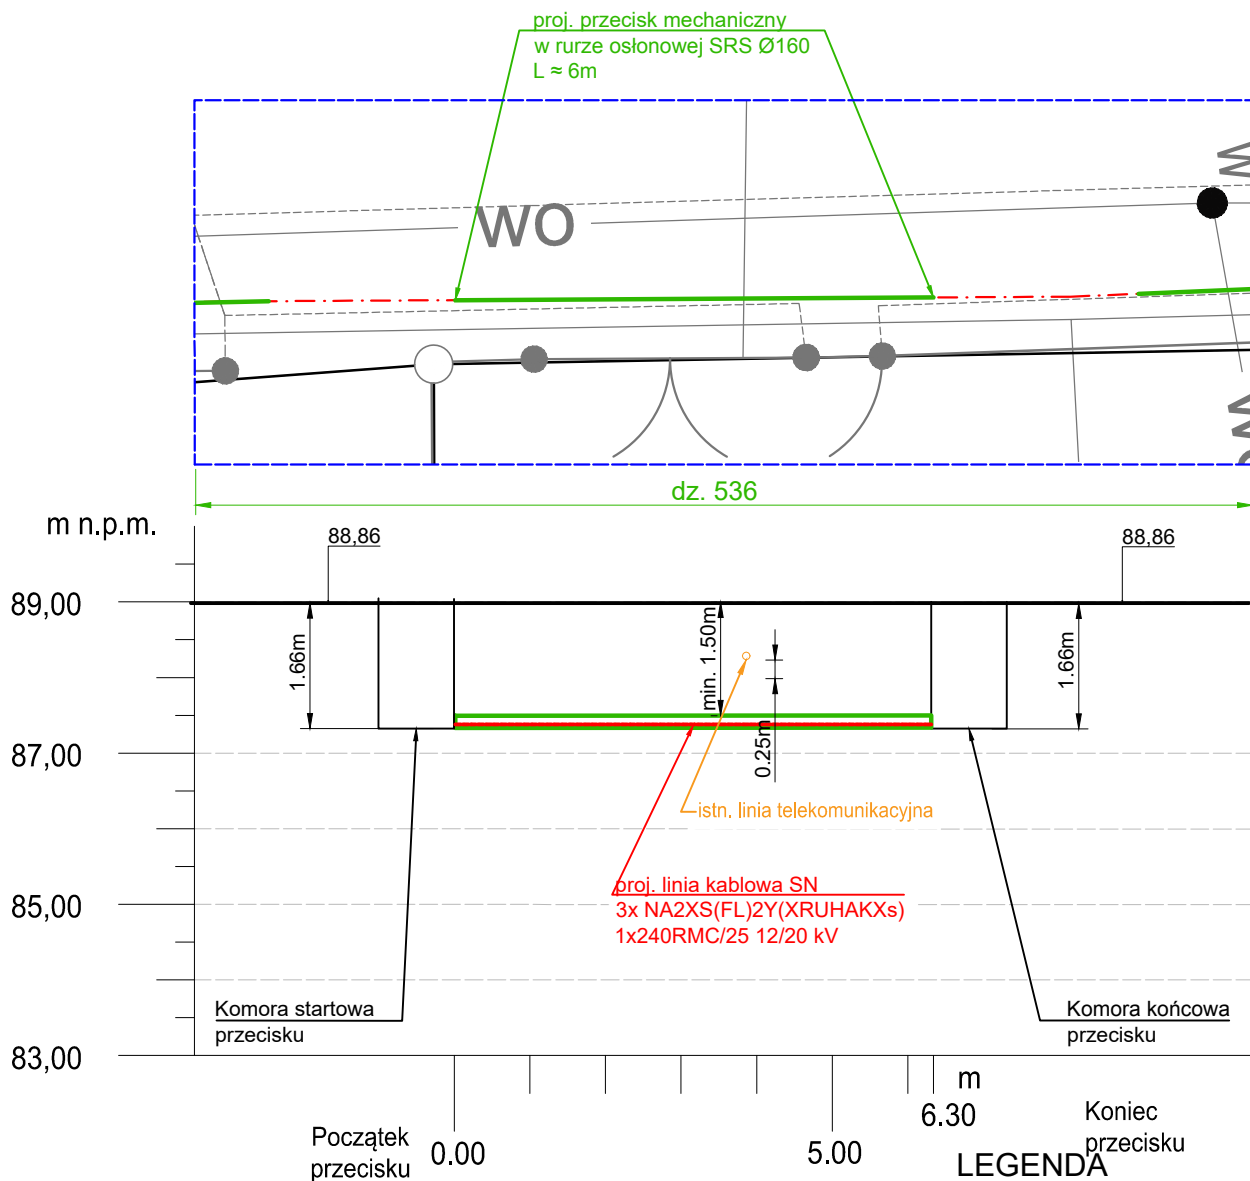 proj. przecisk mechaniczny
w rurze osłonowej SRS Ø160
L ≈ 6m
WO
dz. 536
m n.p.m.
88,86
88,86
89,00
1.66m
min. 1.50m
0.25m
1.66m
87,00
istn. linia telekomunikacyjna
proj. linia kablowa SN
3x NA2XS(FL)2Y(XRUHAKXs)
1x240RMC/25 12/20 kV
85,00
Komora startowa
przecisku
Komora końcowa
przecisku
83,00
m
6.30
Początek
przecisku
0.00
5.00
Koniec
przecisku
LEGENDA